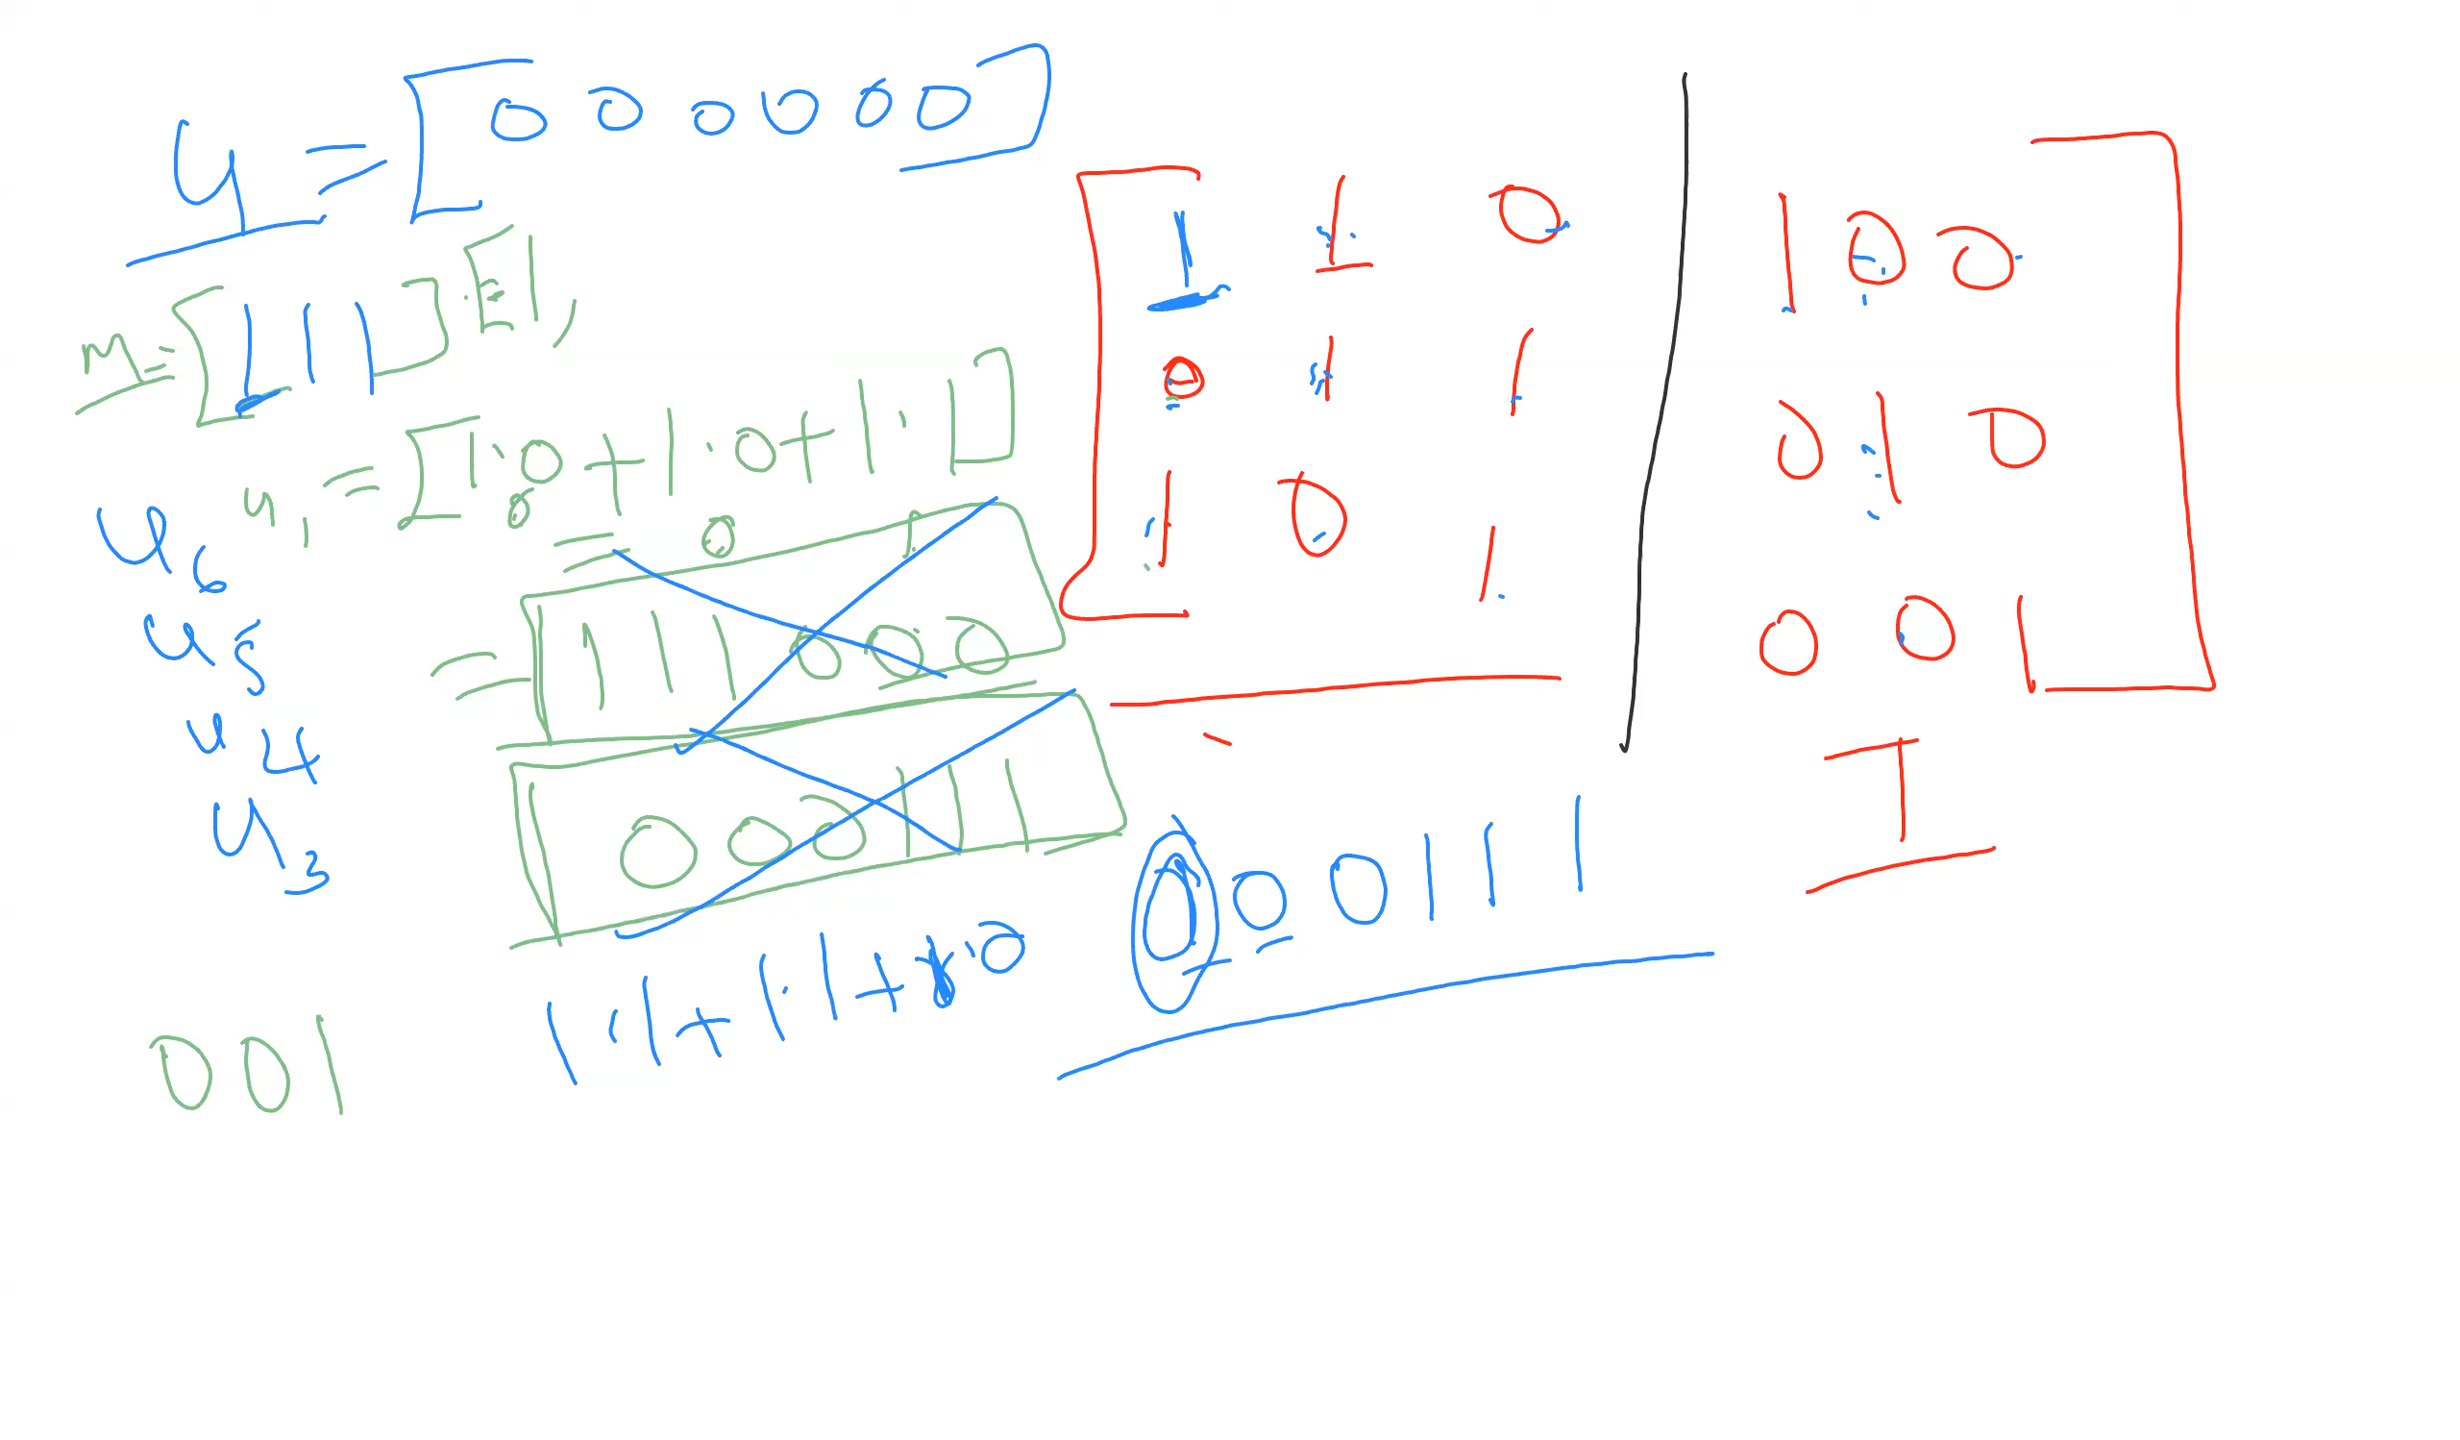 u = [0 0 0 0 0 0]
m = [1 1 1]
u1 = [1·0+1·0+1·1]
0 0 1
= [1 1 1 0 0 0]
[0 0 0 1 1 1]
u6
u5
u4
u3
0 0 1
1·1+1·1+0·0
0 0 0 1 1 1
1 1 0 | 1 0 0
0 1 1 | 0 1 0
1 0 1 | 0 0 1
I